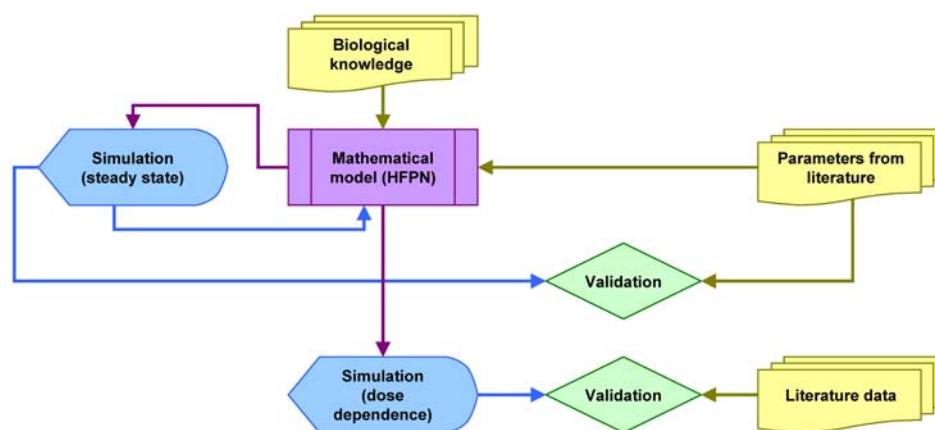 Biological
knowledge
Simulation
(steady state)
Mathematical
model (HFPN)
Parameters from
literature
Validation
Simulation
(dose
dependence)
Validation
Literature data